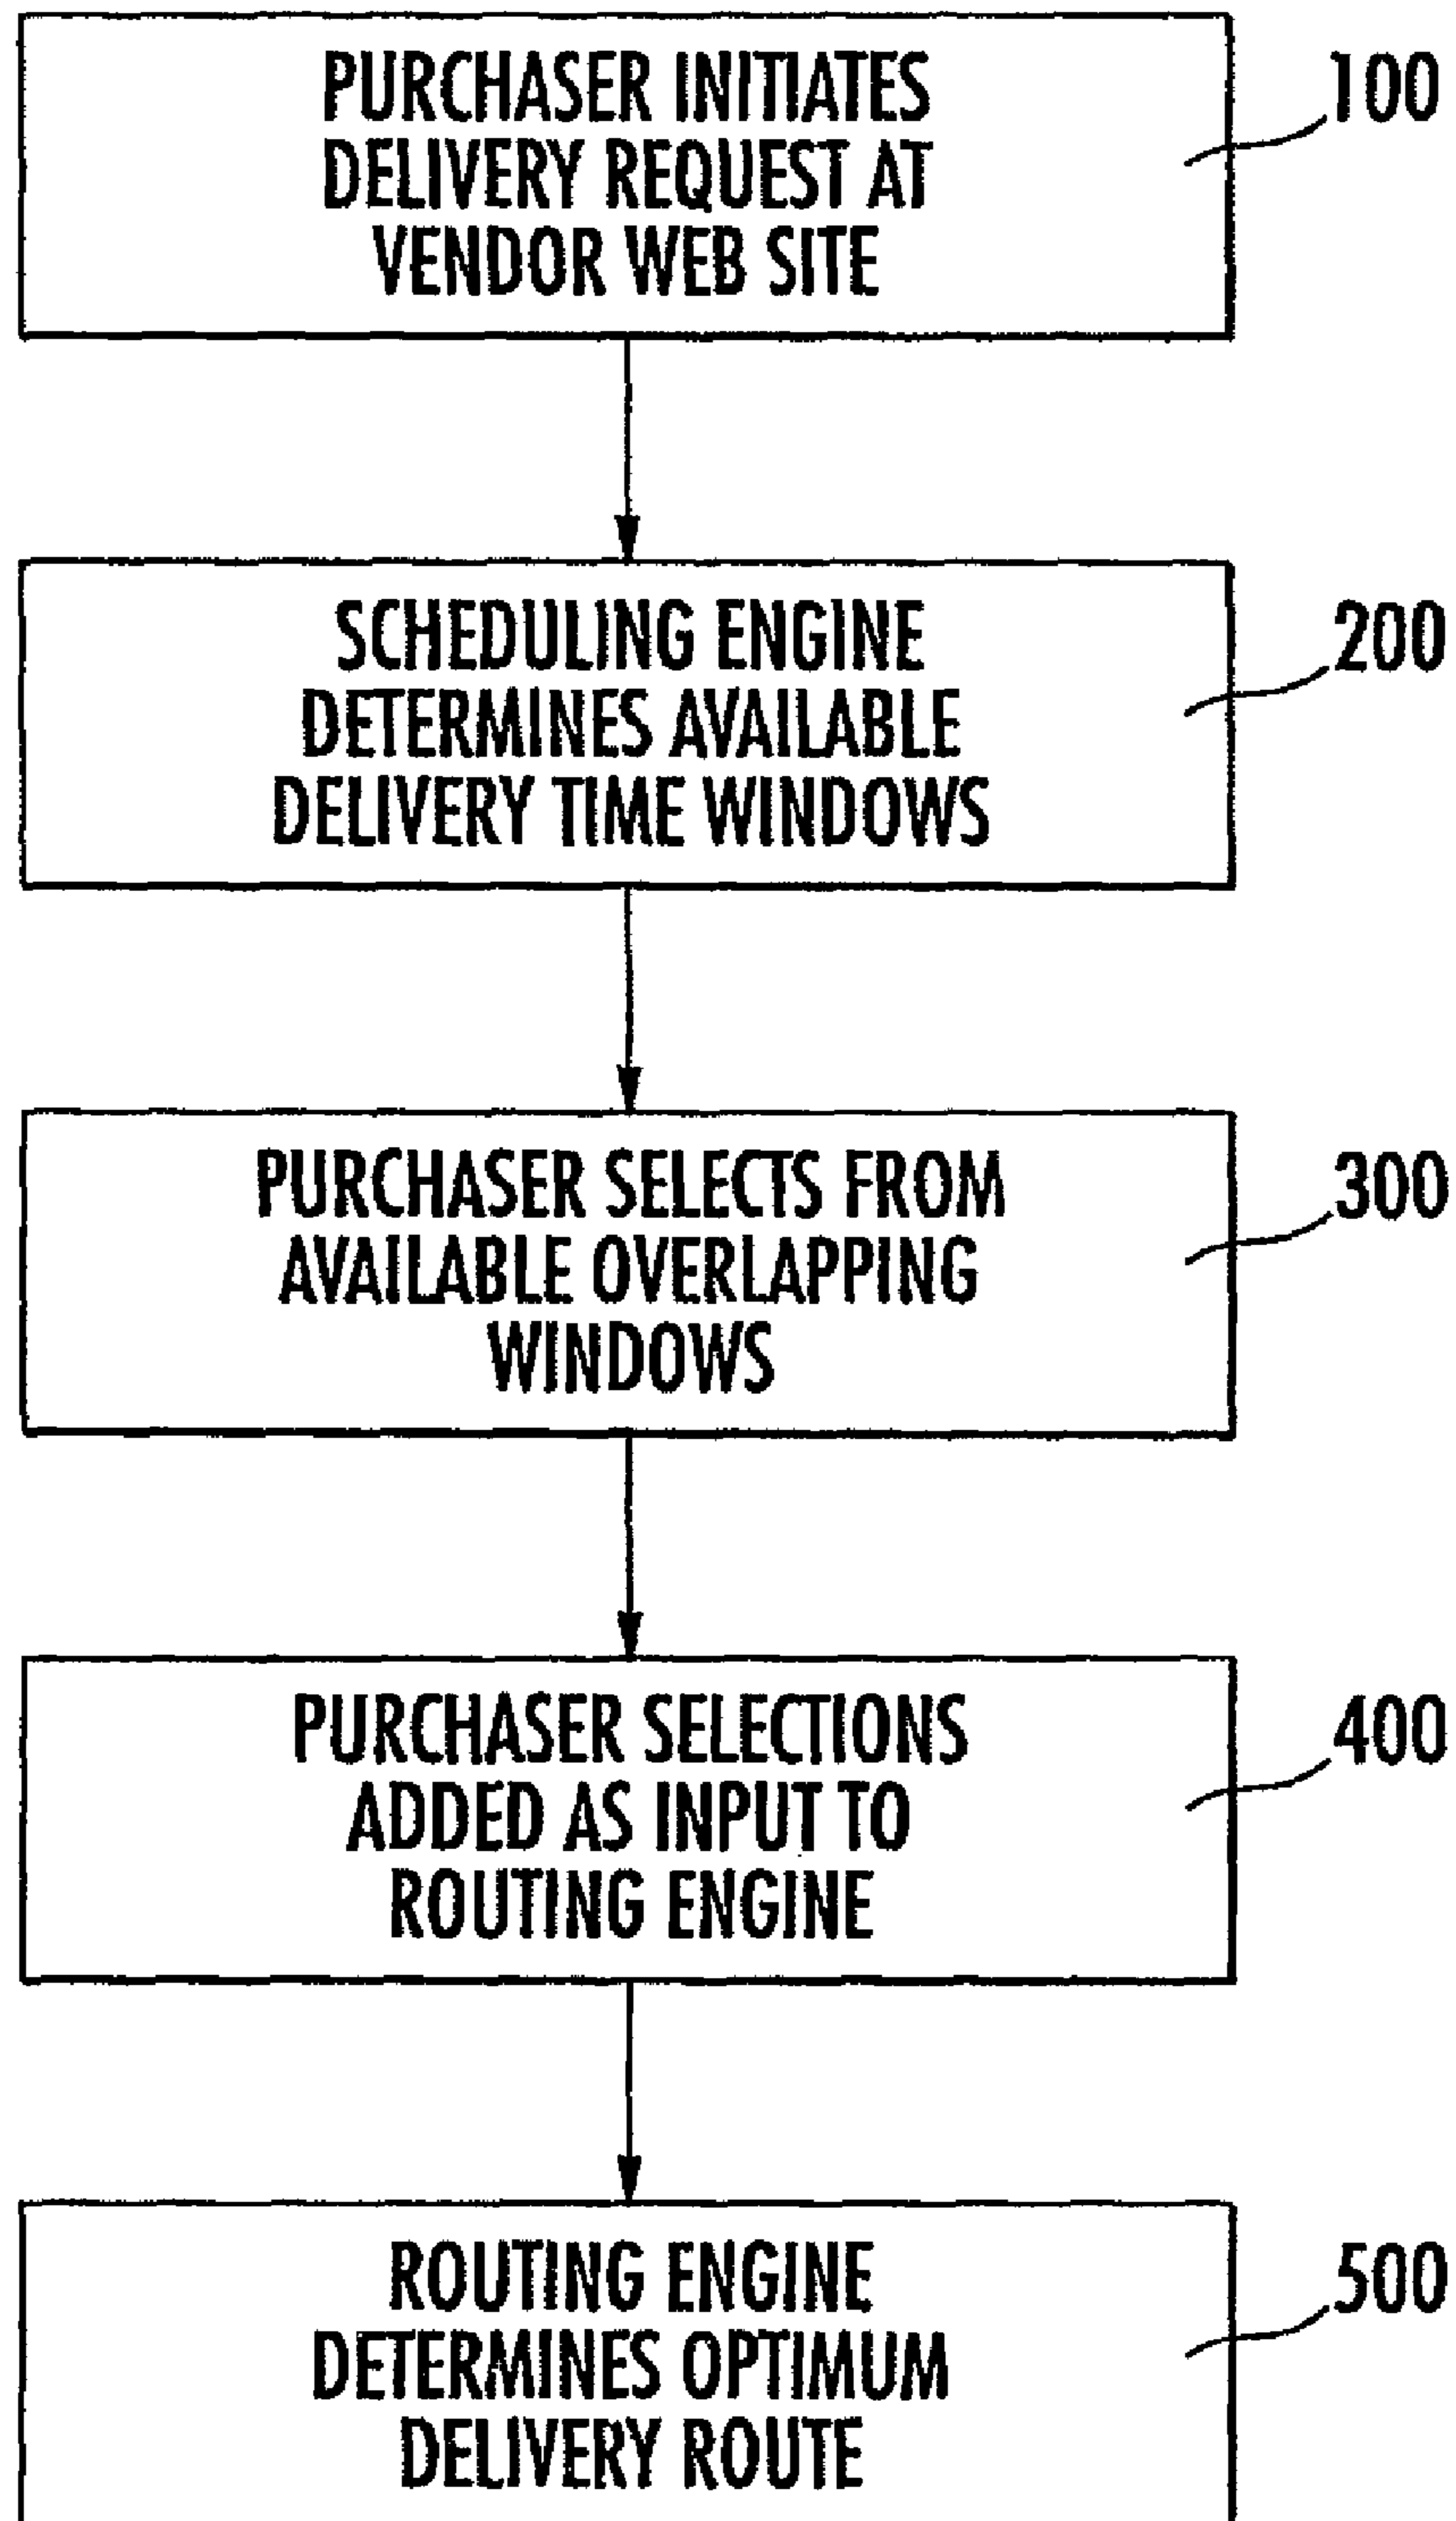 PURCHASER INITIATES
DELIVERY REQUEST AT
VENDOR WEB SITE
100
SCHEDULING ENGINE
DETERMINES AVAILABLE
DELIVERY TIME WINDOWS
200
PURCHASER SELECTS FROM
AVAILABLE OVERLAPPING
WINDOWS
300
PURCHASER SELECTIONS
ADDED AS INPUT TO
ROUTING ENGINE
400
ROUTING ENGINE
DETERMINES OPTIMUM
DELIVERY ROUTE
500